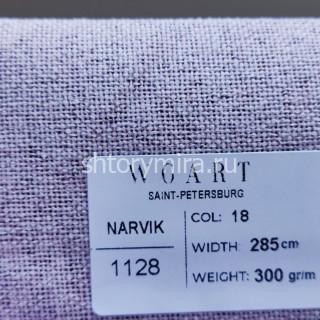 shtorymira.ru
WOART
SAINT-PETERSBURG
NARVIK
1128
COL: 18
WIDTH: 285cm
WEIGHT: 300 gr/m